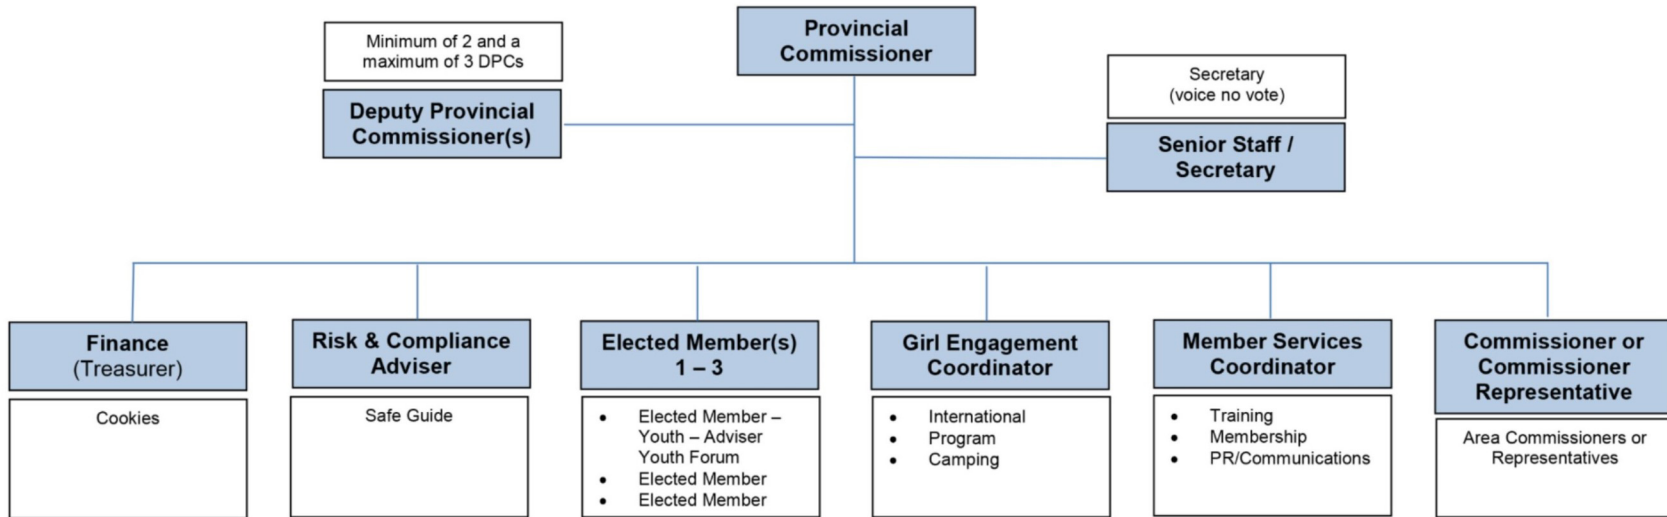 Provincial
Commissioner
Minimum of 2 and a
maximum of 3 DPCs
Deputy Provincial
Commissioner(s)
Secretary
(voice no vote)
Senior Staff /
Secretary
Finance
(Treasurer)
Cookies
Risk & Compliance
Adviser
Safe Guide
Elected Member(s)
1 – 3
• Elected Member –
Youth – Adviser
Youth Forum
• Elected Member
• Elected Member
Girl Engagement
Coordinator
• International
• Program
• Camping
Member Services
Coordinator
• Training
• Membership
• PR/Communications
Commissioner or
Commissioner
Representative
Area Commissioners or
Representatives